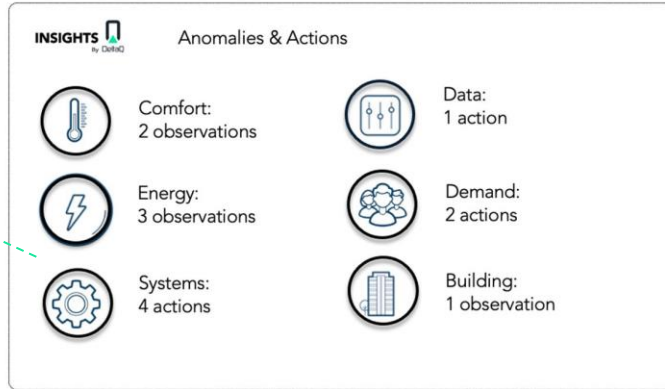 INSIGHTS
By DeltaQ
Anomalies & Actions
Comfort:
2 observations
Data:
1 action
Energy:
3 observations
Demand:
2 actions
Systems:
4 actions
Building:
1 observation